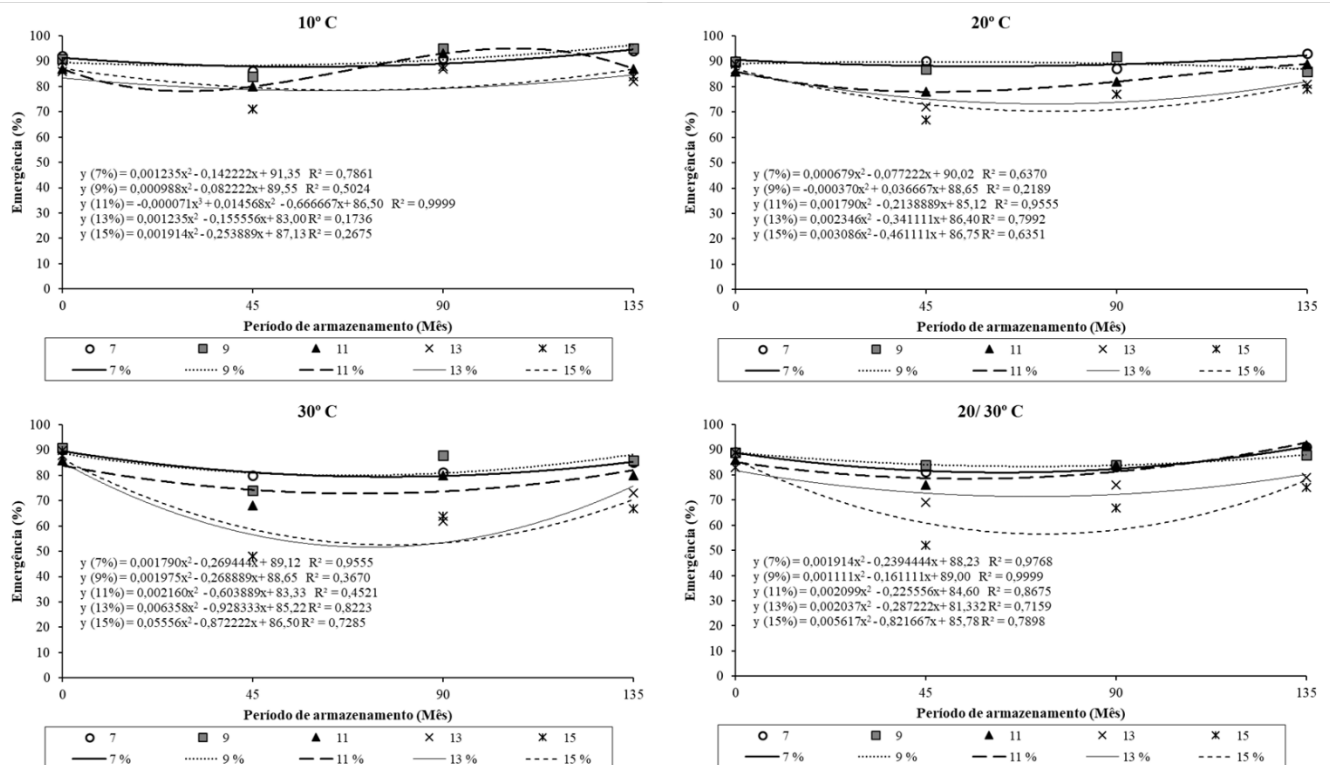 10º C
100
90
80
70
60
50
40
30
20
10
0
Emergência (%)
y (7%) = 0,001235x² - 0,142222x + 91,35 R² = 0,7861
y (9%) = 0,000988x² - 0,082222x + 89,55 R² = 0,5024
y (11%) = -0,000071x³ + 0,014568x² - 0,666667x + 86,50 R² = 0,9999
y (13%) = 0,001235x² - 0,155556x + 83,00 R² = 0,1736
y (15%) = 0,001914x² - 0,253889x + 87,13 R² = 0,2675
0 45 90 135
Período de armazenamento (Mês)
7 9 11 13 15
7 % 9 % 11 % 13 % 15 %
20º C
100
90
80
70
60
50
40
30
20
10
0
Emergência (%)
y (7%) = 0,000679x² - 0,077222x + 90,02 R² = 0,6370
y (9%) = -0,000370x² + 0,036667x + 88,65 R² = 0,2189
y (11%) = 0,001790x² - 0,2138889x + 85,12 R² = 0,9555
y (13%) = 0,002346x² - 0,341111x + 86,40 R² = 0,7992
y (15%) = 0,003086x² - 0,461111x + 86,75 R² = 0,6351
0 45 90 135
Período de armazenamento (Mês)
7 9 11 13 15
7 % 9 % 11 % 13 % 15 %
30º C
100
90
80
70
60
50
40
30
20
10
0
Emergência (%)
y (7%) = 0,001790x² - 0,269444x + 89,12 R² = 0,9555
y (9%) = 0,001975x² - 0,268889x + 88,65 R² = 0,3670
y (11%) = 0,002160x² - 0,603889x + 83,33 R² = 0,4521
y (13%) = 0,006358x² - 0,928333x + 85,22 R² = 0,8223
y (15%) = 0,05556x² - 0,872222x + 86,50 R² = 0,7285
0 45 90 135
Período de armazenamento (Mês)
7 9 11 13 15
7 % 9 % 11 % 13 % 15 %
20/ 30º C
100
90
80
70
60
50
40
30
20
10
0
Emergência (%)
y (7%) = 0,001914x² - 0,2394444x + 88,23 R² = 0,9768
y (9%) = 0,001111x² - 0,161111x + 89,00 R² = 0,9999
y (11%) = 0,002099x² - 0,225556x + 84,60 R² = 0,8675
y (13%) = 0,002037x² - 0,287222x + 81,332 R² = 0,7159
y (15%) = 0,005617x² - 0,821667x + 85,78 R² = 0,7898
0 45 90 135
Período de armazenamento (Mês)
7 9 11 13 15
7 % 9 % 11 % 13 % 15 %